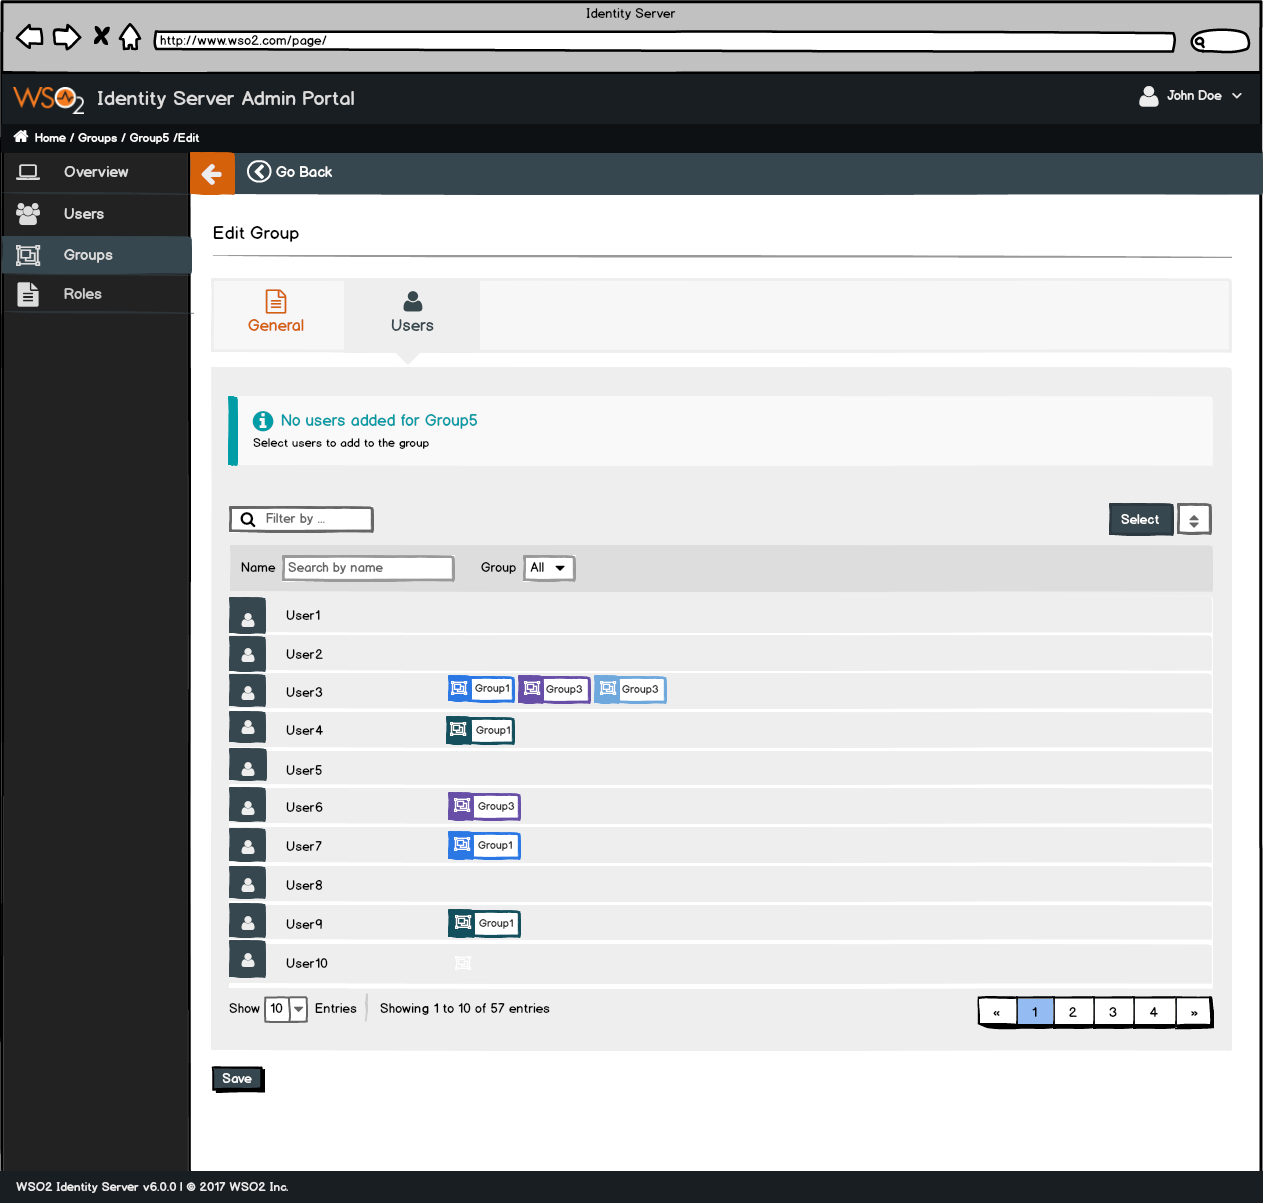 Identity Server
http://www.wso2.com/page/
WSO2 Identity Server Admin Portal
John Doe
Home / Groups / Group5 /Edit
Overview
Go Back
Users
Groups
Roles
Edit Group
General
Users
No users added for Group5
Select users to add to the group
Filter by ...
Select
Name Search by name Group All
User1
User2
User3 Group1 Group3 Group3
User4 Group1
User5
User6 Group3
User7 Group1
User8
User9 Group1
User10
Show 10 Entries Showing 1 to 10 of 57 entries « 1 2 3 4 »
Save
WSO2 Identity Server v6.0.0 | © 2017 WSO2 Inc.